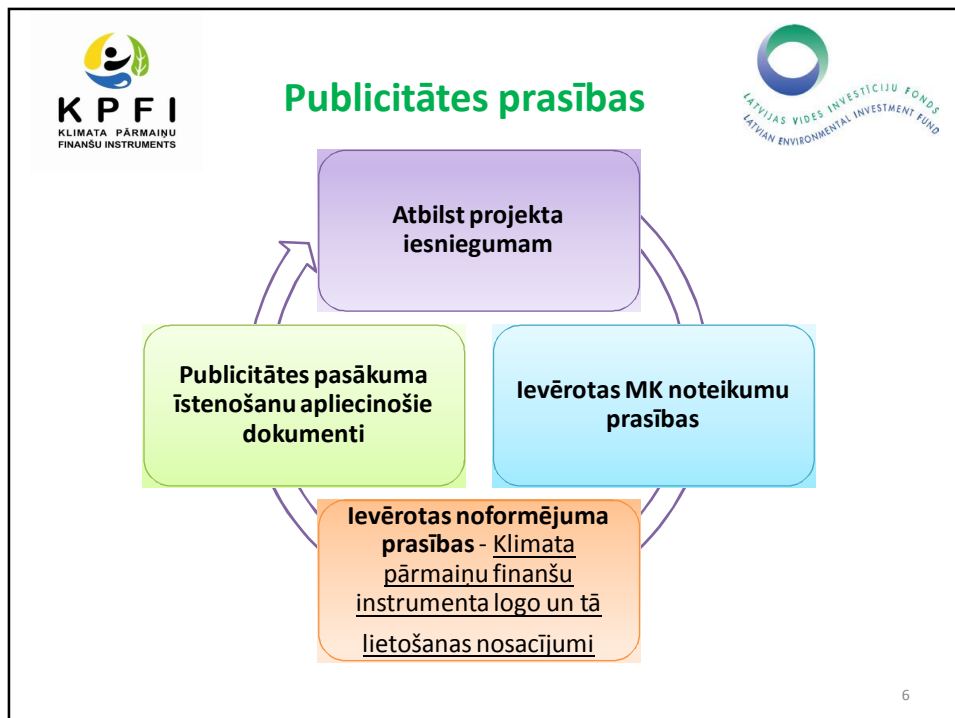 KPFI
KLIMATA PĀRMAIŅU
FINANŠU INSTRUMENTS
Publicitātes prasības
LATVIJAS VIDES INVESTĪCIJU FONDS
LATVIAN ENVIRONMENTAL INVESTMENT FUND
Atbilst projekta
iesniegumam
Ievērotas MK noteikumu
prasības
Ievērotas noformējuma
prasības - Klimata
pārmaiņu finanšu
instrumenta logo un tā
lietošanas nosacījumi
Publicitātes pasākuma
īstenošanu apliecinošie
dokumenti
6